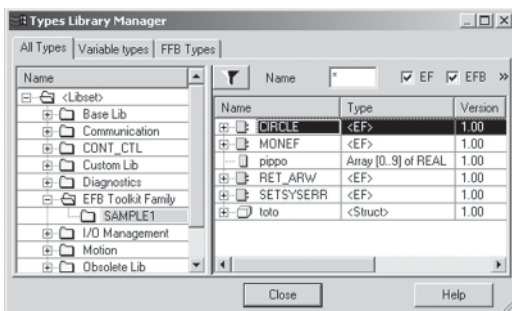 Types Library Manager
All Types Variable types FFB Types
Name
<Libset>
Base Lib
Communication
CONT_CTL
Custom Lib
Diagnostics
EFB Toolkit Family
SAMPLE1
I/O Management
Motion
Obsolete Lib
Name * EF EFB »
Name Type Version
CIRCLE <EF> 1.00
MONEF <EF> 1.00
pippo Array [0..9] of REAL 1.00
RET_ARW <EF> 1.00
SETSYSERR <EF> 1.00
toto <Struct> 1.00
Close Help